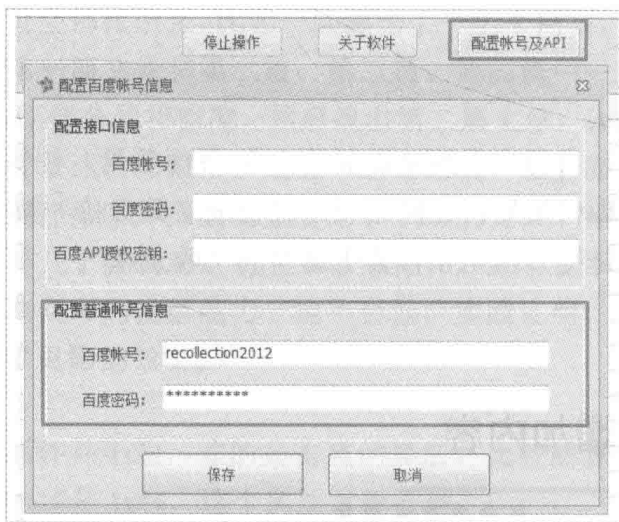 停止操作 关于软件 配置帐号及API
配置百度帐号信息
配置接口信息
百度帐号：
百度密码：
百度API授权密钥：
配置普通帐号信息
百度帐号： recollection2012
百度密码： **********
保存 取消